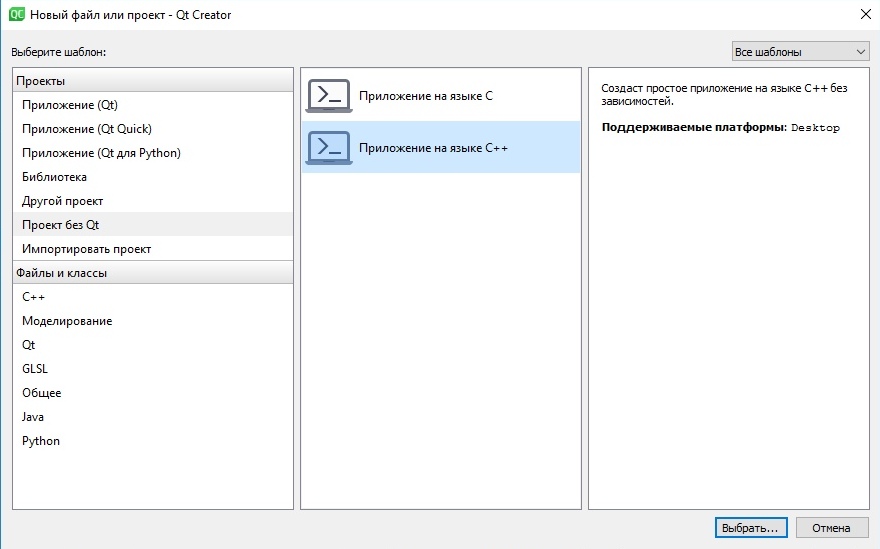 QC Новый файл или проект - Qt Creator
Выберите шаблон:
Все шаблоны
Проекты
Приложение (Qt)
Приложение (Qt Quick)
Приложение (Qt для Python)
Библиотека
Другой проект
Проект без Qt
Импортировать проект
Файлы и классы
C++
Моделирование
Qt
GLSL
Общее
Java
Python
Приложение на языке C
Приложение на языке C++
Создаст простое приложение на языке C++ без
зависимостей.
Поддерживаемые платформы: Desktop
Выбрать...
Отмена